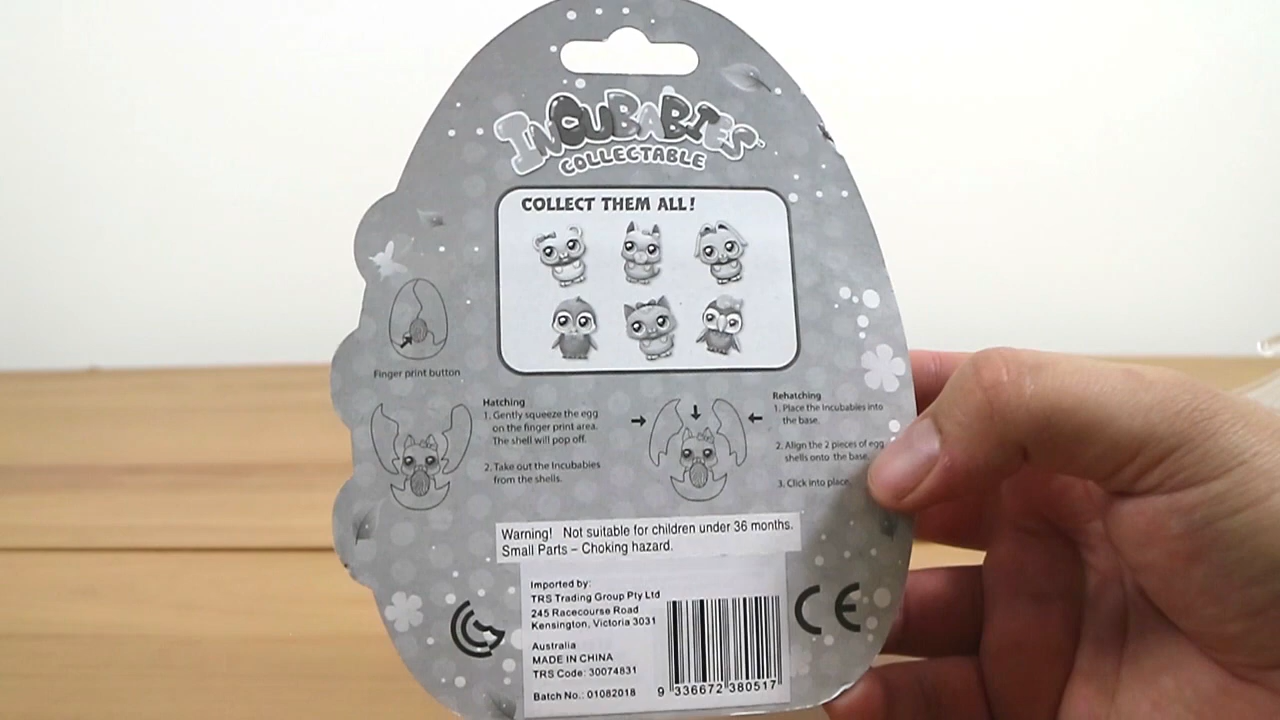 INCUBABIES
COLLECTABLE
COLLECT THEM ALL!
Finger print button
Hatching
1. Gently squeeze the egg
on the finger print area.
The shell will pop off.
2. Take out the Incubabies
from the shells.
Rehatching
1. Place the Incubabies into
the base.
2. Align the 2 pieces of egg
shells onto the base.
3. Click into place.
Warning! Not suitable for children under 36 months.
Small Parts – Choking hazard.
Imported by:
TRS Trading Group Pty Ltd
245 Racecourse Road
Kensington, Victoria 3031
Australia
MADE IN CHINA
TRS Code: 30074831
Batch No.: 01082018
9 336672 380517
CE